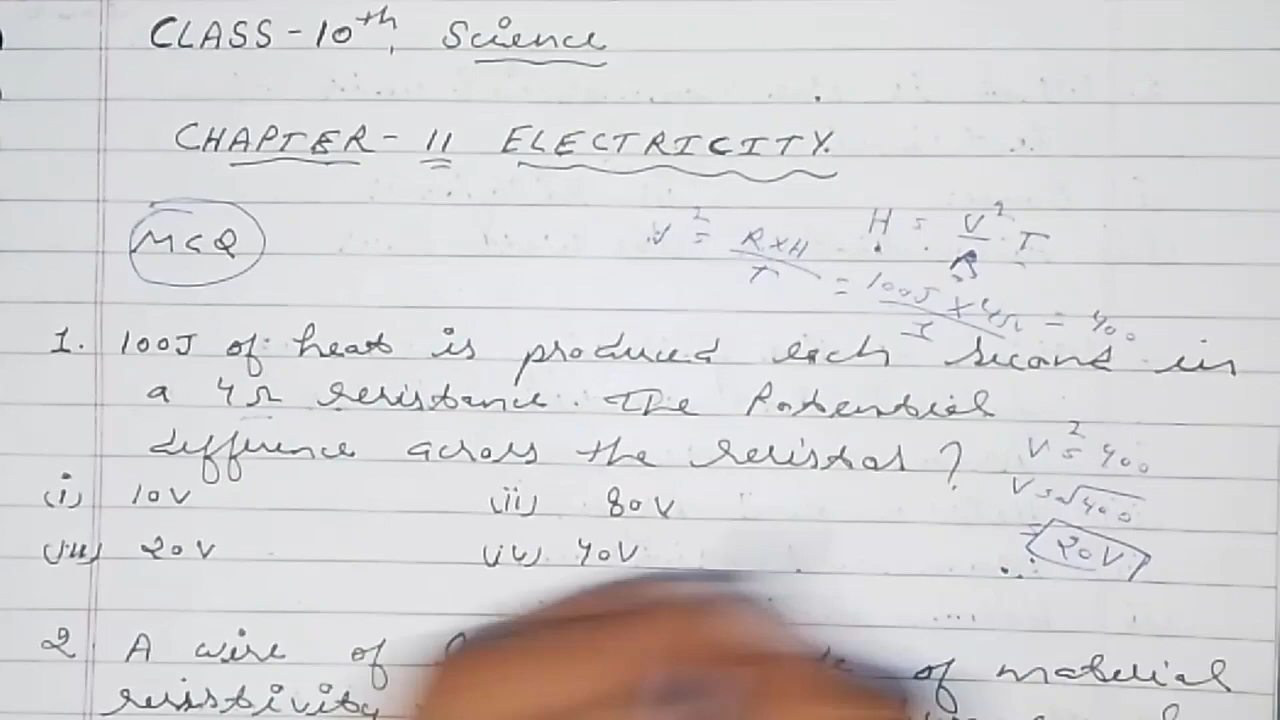 CLASS-10th, Science
CHAPTER-11 ELECTRICITY.
MCQ
H = V²/R T
V² = R×H/T = 100J×4Ω/1 = 400
1. 100J of heat is produced each second in
a 4Ω resistance. The Potential
difference across the resistor?
V² = 400
V = √400
= 20V
(i) 10V (ii) 80V
(iii) 20V (iv) 40V
2 A wire of
of material
resistivity